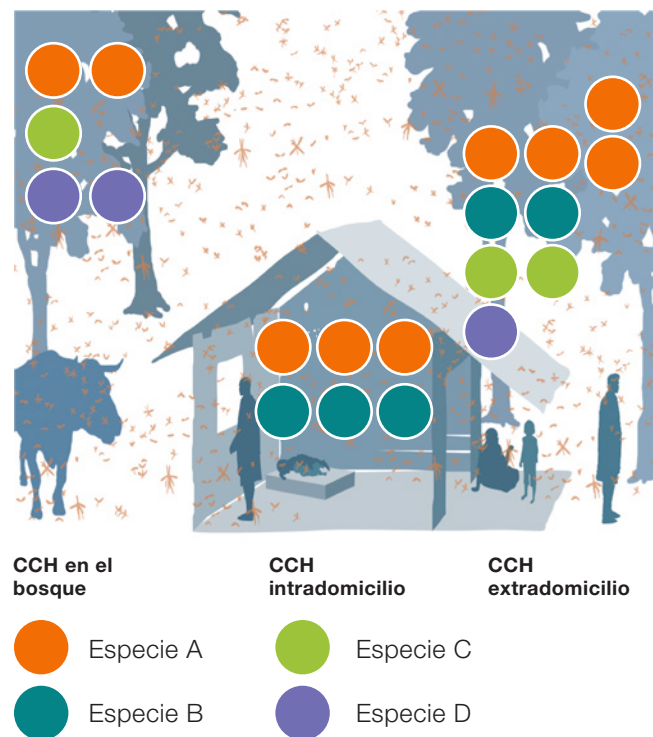 CCH en el
bosque
CCH
intradomicilio
CCH
extradomicilio
Especie A
Especie C
Especie B
Especie D